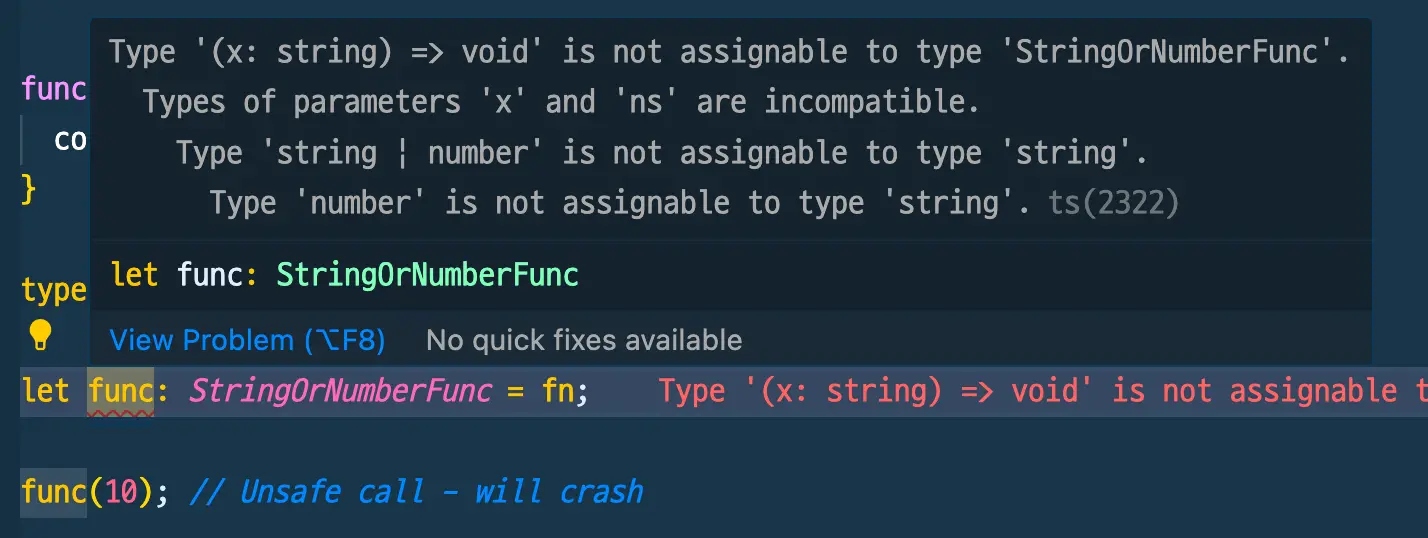 Type '(x: string) => void' is not assignable to type 'StringOrNumberFunc'.
func
Types of parameters 'x' and 'ns' are incompatible.
co
Type 'string | number' is not assignable to type 'string'.
}
Type 'number' is not assignable to type 'string'. ts(2322)
let func: StringOrNumberFunc
type
View Problem (⌥F8) No quick fixes available
let func: StringOrNumberFunc = fn; Type '(x: string) => void' is not assignable t
func(10); // Unsafe call - will crash